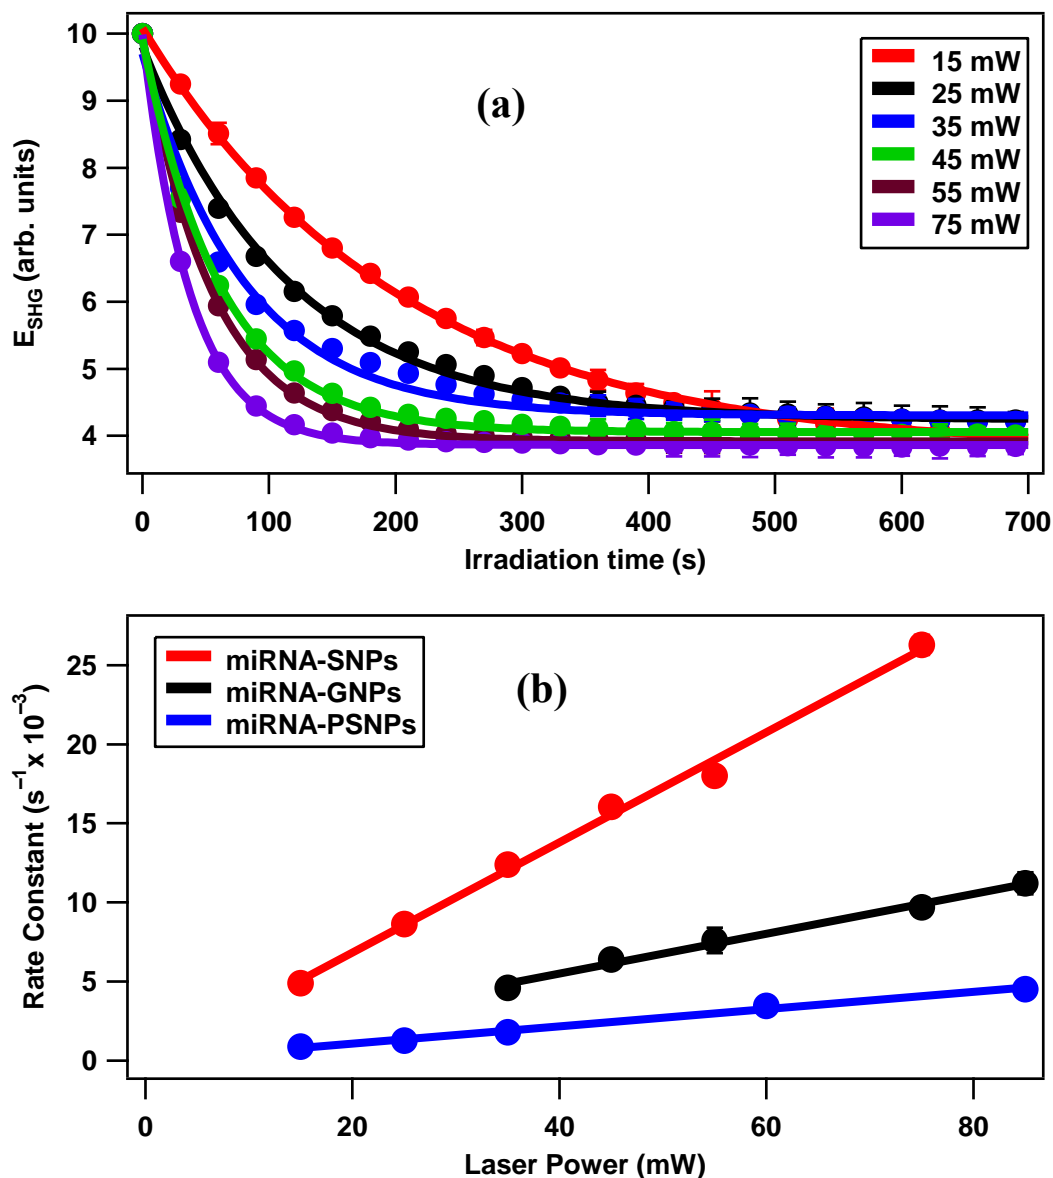 (a)
15 mW
25 mW
35 mW
45 mW
55 mW
75 mW
E_SHG (arb. units)
10
9
8
7
6
5
4
0 100 200 300 400 500 600 700
Irradiation time (s)
(b)
miRNA-SNPs
miRNA-GNPs
miRNA-PSNPs
Rate Constant (s⁻¹ x 10⁻³)
25
20
15
10
5
0
0 20 40 60 80
Laser Power (mW)